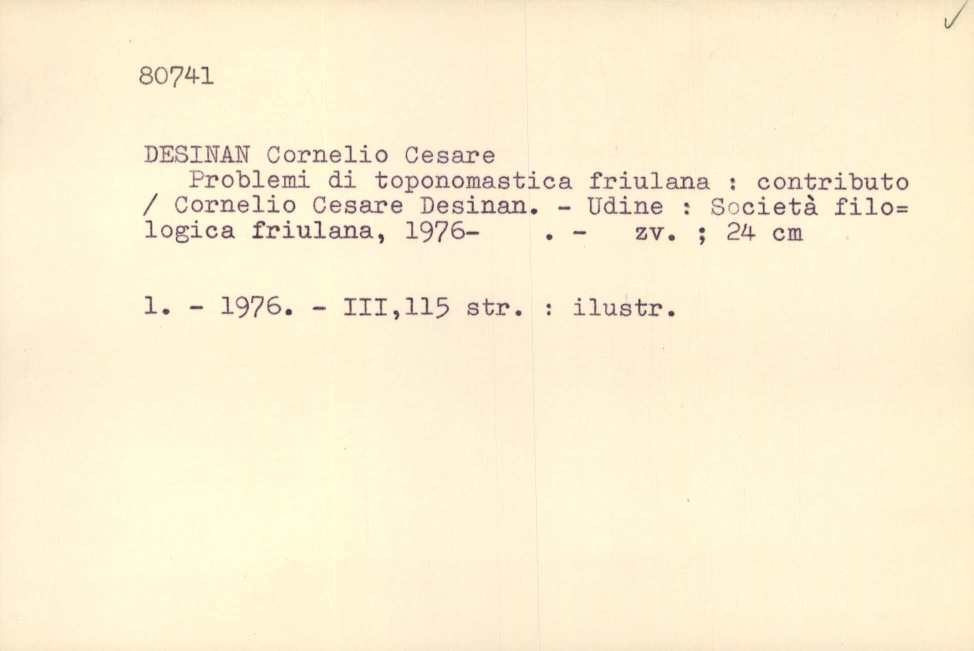 80741
DESINAN Cornelio Cesare
Problemi di toponomastica friulana : contributo
/ Cornelio Cesare Desinan. - Udine : Società filo=
logica friulana, 1976-    . -   zv. ; 24 cm
1. - 1976. - III,115 str. : ilustr.